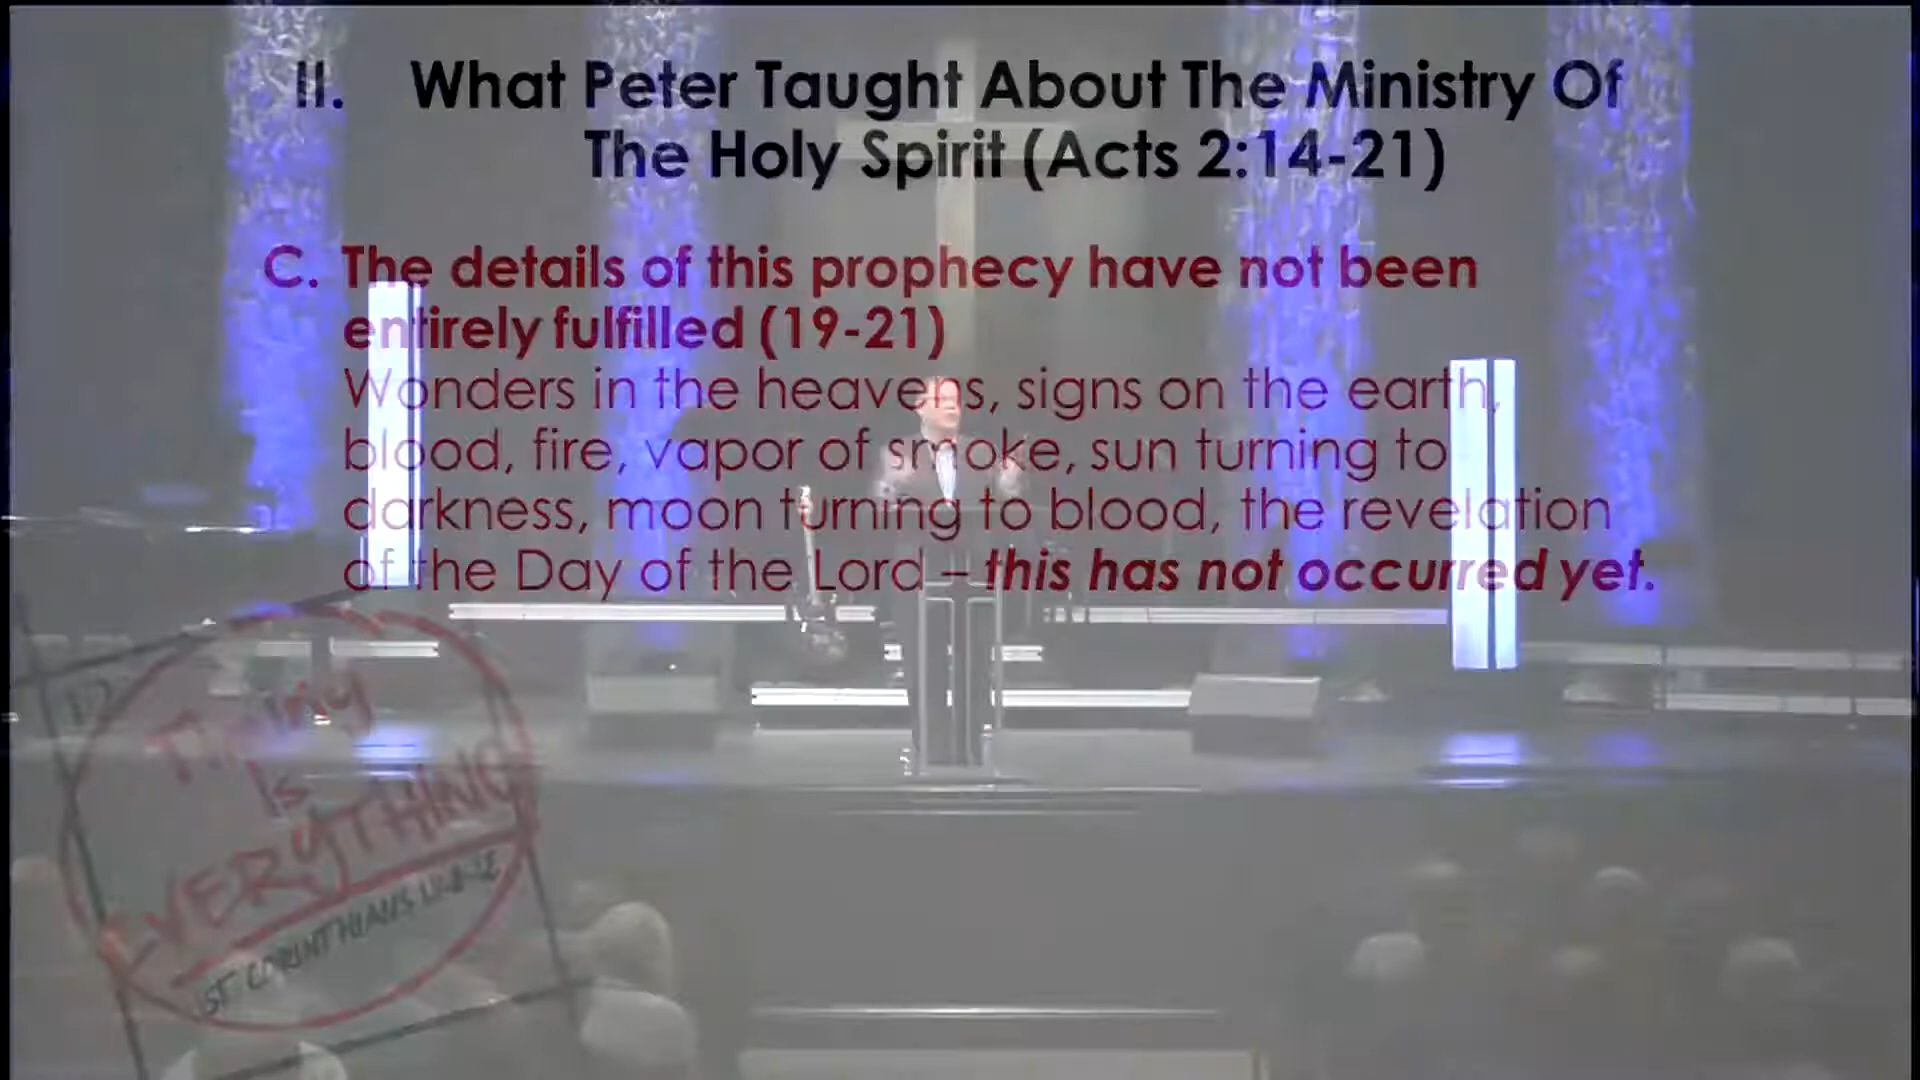 II. What Peter Taught About The Ministry Of
The Holy Spirit (Acts 2:14-21)
C. The details of this prophecy have not been
entirely fulfilled (19-21)
Wonders in the heavens, signs on the earth,
blood, fire, vapor of smoke, sun turning to
darkness, moon turning to blood, the revelation
of the Day of the Lord – this has not occurred yet.
Timing
Is
EVERYTHING
1ST CORINTHIANS